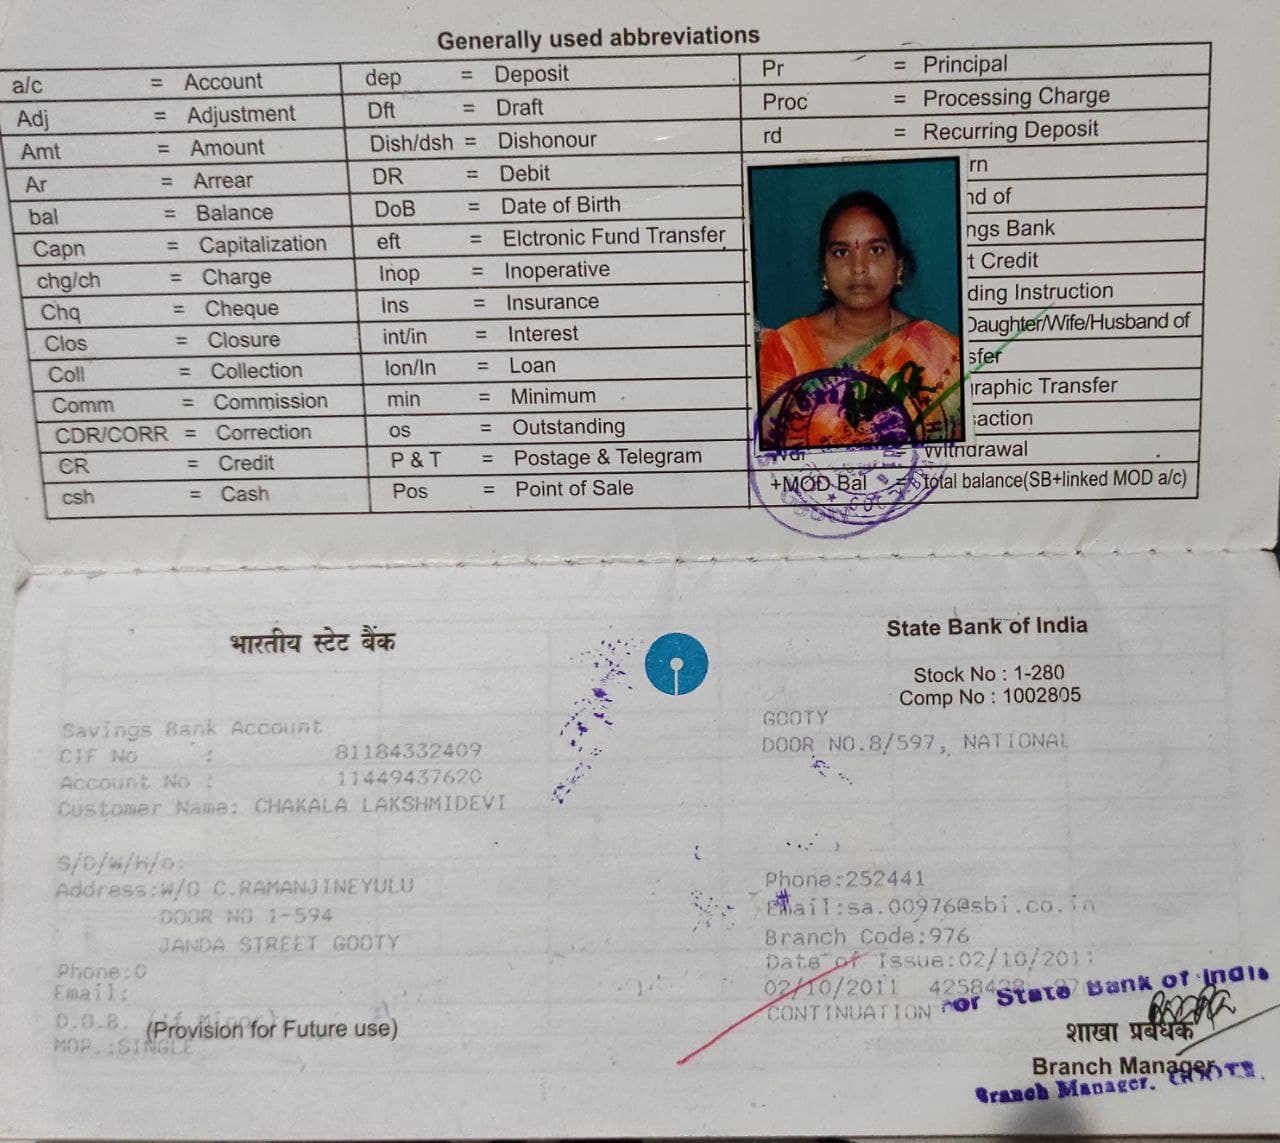 Generally used abbreviations
a/c = Account dep = Deposit Pr = Principal
Adj = Adjustment Dft = Draft Proc = Processing Charge
Amt = Amount Dish/dsh = Dishonour rd = Recurring Deposit
Ar = Arrear DR = Debit rn
bal = Balance DoB = Date of Birth nd of
Capn = Capitalization eft = Elctronic Fund Transfer ngs Bank
chg/ch = Charge Inop = Inoperative t Credit
Chq = Cheque Ins = Insurance ding Instruction
Clos = Closure int/in = Interest Daughter/Wife/Husband of
Coll = Collection lon/ln = Loan sfer
Comm = Commission min = Minimum raphic Transfer
CDR/CORR = Correction os = Outstanding saction
CR = Credit P & T = Postage & Telegram = Withdrawal
csh = Cash Pos = Point of Sale +MOD Bal = total balance(SB+linked MOD a/c)
भारतीय स्टेट बैंक
State Bank of India
Stock No : 1-280
Comp No : 1002805
Savings Bank Account
CIF No : 81184332409
Account No : 11449437620
Customer Name: CHAKALA LAKSHMIDEVI
S/D/W/H/o:
Address:W/O C.RAMANJINEYULU
DOOR NO 1-594
JANDA STREET GOOTY
Phone:0
Email:
D.O.B. (if Minor):
(Provision for Future use)
MOP.:SINGLE
GOOTY
DOOR NO.8/597, NATIONAL
Phone:252441
Email:sa.00976@sbi.co.in
Branch Code:976
Date of Issue:02/10/2011
02/10/2011
CONTINUATION
For State Bank of India
शाखा प्रबंधक
Branch Manager
Branch Manager.